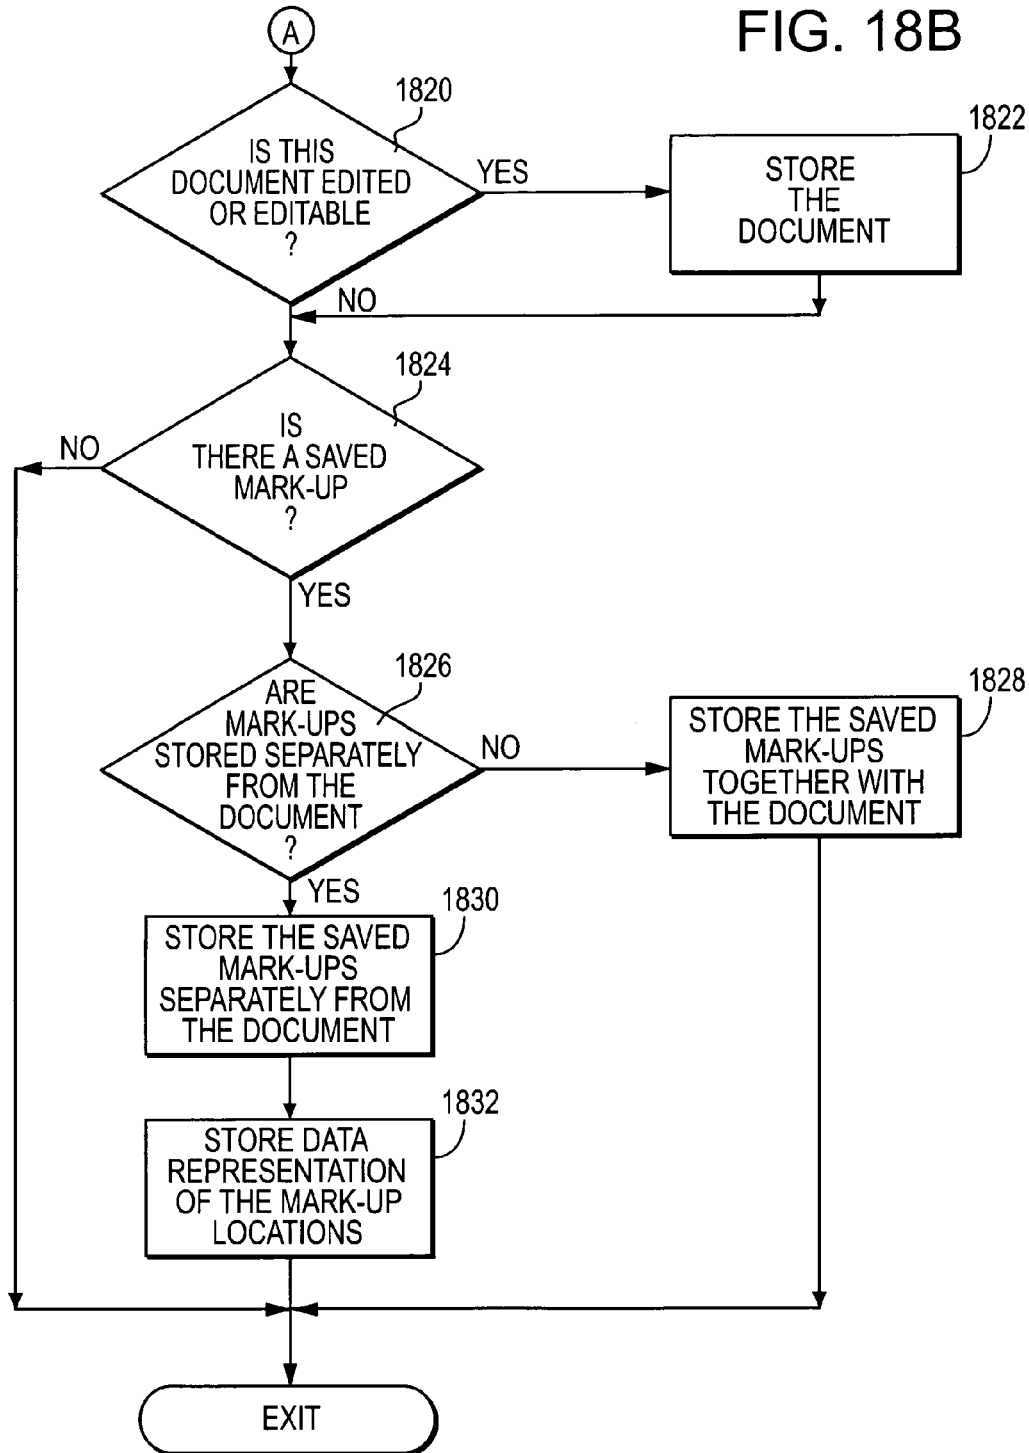 FIG. 18B
A
1820
IS THIS
DOCUMENT EDITED
OR EDITABLE
?
YES
1822
STORE
THE
DOCUMENT
NO
1824
IS
THERE A SAVED
MARK-UP
?
NO
YES
1826
ARE
MARK-UPS
STORED SEPARATELY
FROM THE
DOCUMENT
?
NO
1828
STORE THE SAVED
MARK-UPS
TOGETHER WITH
THE DOCUMENT
YES
1830
STORE THE SAVED
MARK-UPS
SEPARATELY FROM
THE DOCUMENT
1832
STORE DATA
REPRESENTATION
OF THE MARK-UP
LOCATIONS
EXIT